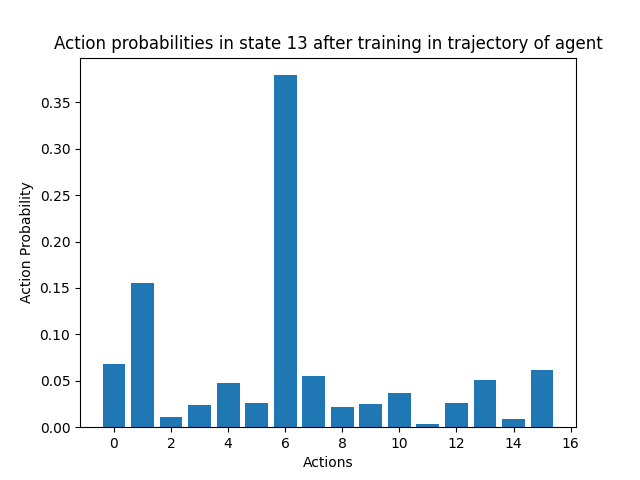 Action probabilities in state 13 after training in trajectory of agent
0.35
0.30
0.25
0.20
0.15
0.10
0.05
0.00
Action Probability
0 2 4 6 8 10 12 14 16
Actions